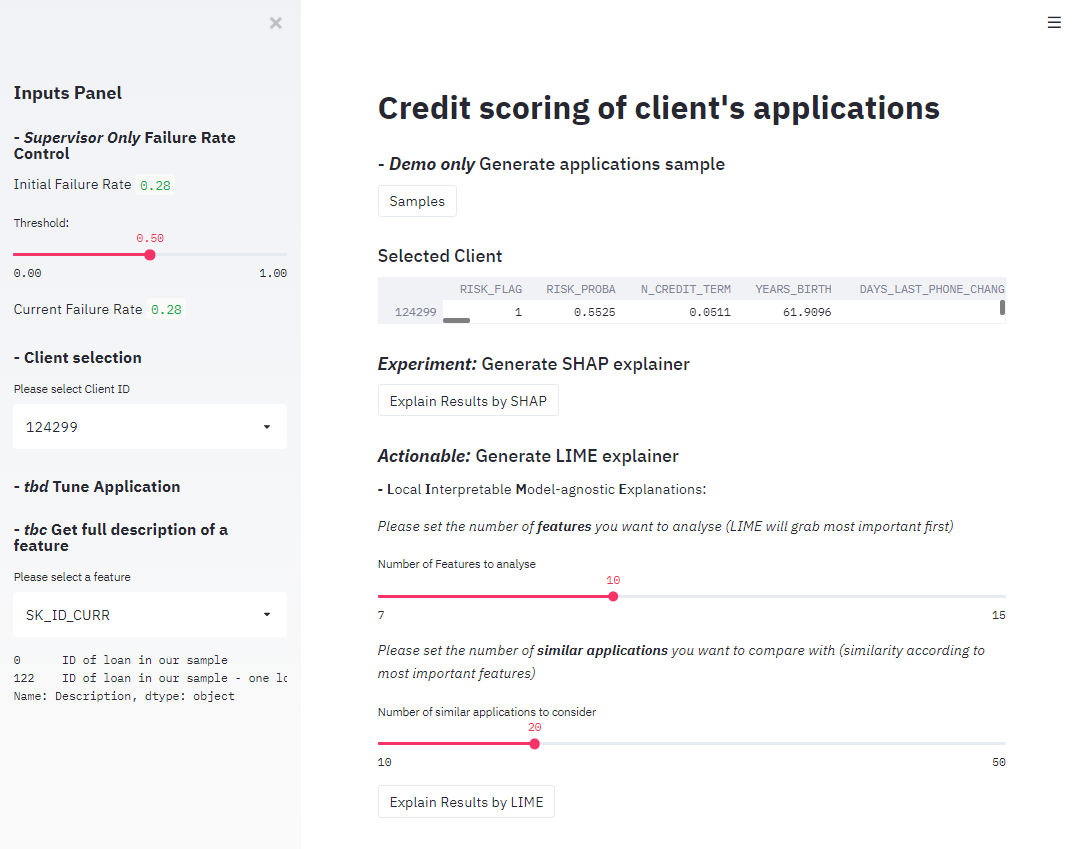 ×
☰
Inputs Panel
- Supervisor Only Failure Rate
Control
Initial Failure Rate 0.28
Threshold:
0.50
0.00 1.00
Current Failure Rate 0.28
- Client selection
Please select Client ID
124299
- tbd Tune Application
- tbc Get full description of a
feature
Please select a feature
SK_ID_CURR
0 ID of loan in our sample
122 ID of loan in our sample - one lo
Name: Description, dtype: object
Credit scoring of client's applications
- Demo only Generate applications sample
Samples
Selected Client
RISK_FLAG RISK_PROBA N_CREDIT_TERM YEARS_BIRTH DAYS_LAST_PHONE_CHANG
124299 1 0.5525 0.0511 61.9096
Experiment: Generate SHAP explainer
Explain Results by SHAP
Actionable: Generate LIME explainer
- Local Interpretable Model-agnostic Explanations:
Please set the number of features you want to analyse (LIME will grab most important first)
Number of Features to analyse
10
7 15
Please set the number of similar applications you want to compare with (similarity according to
most important features)
Number of similar applications to consider
20
10 50
Explain Results by LIME